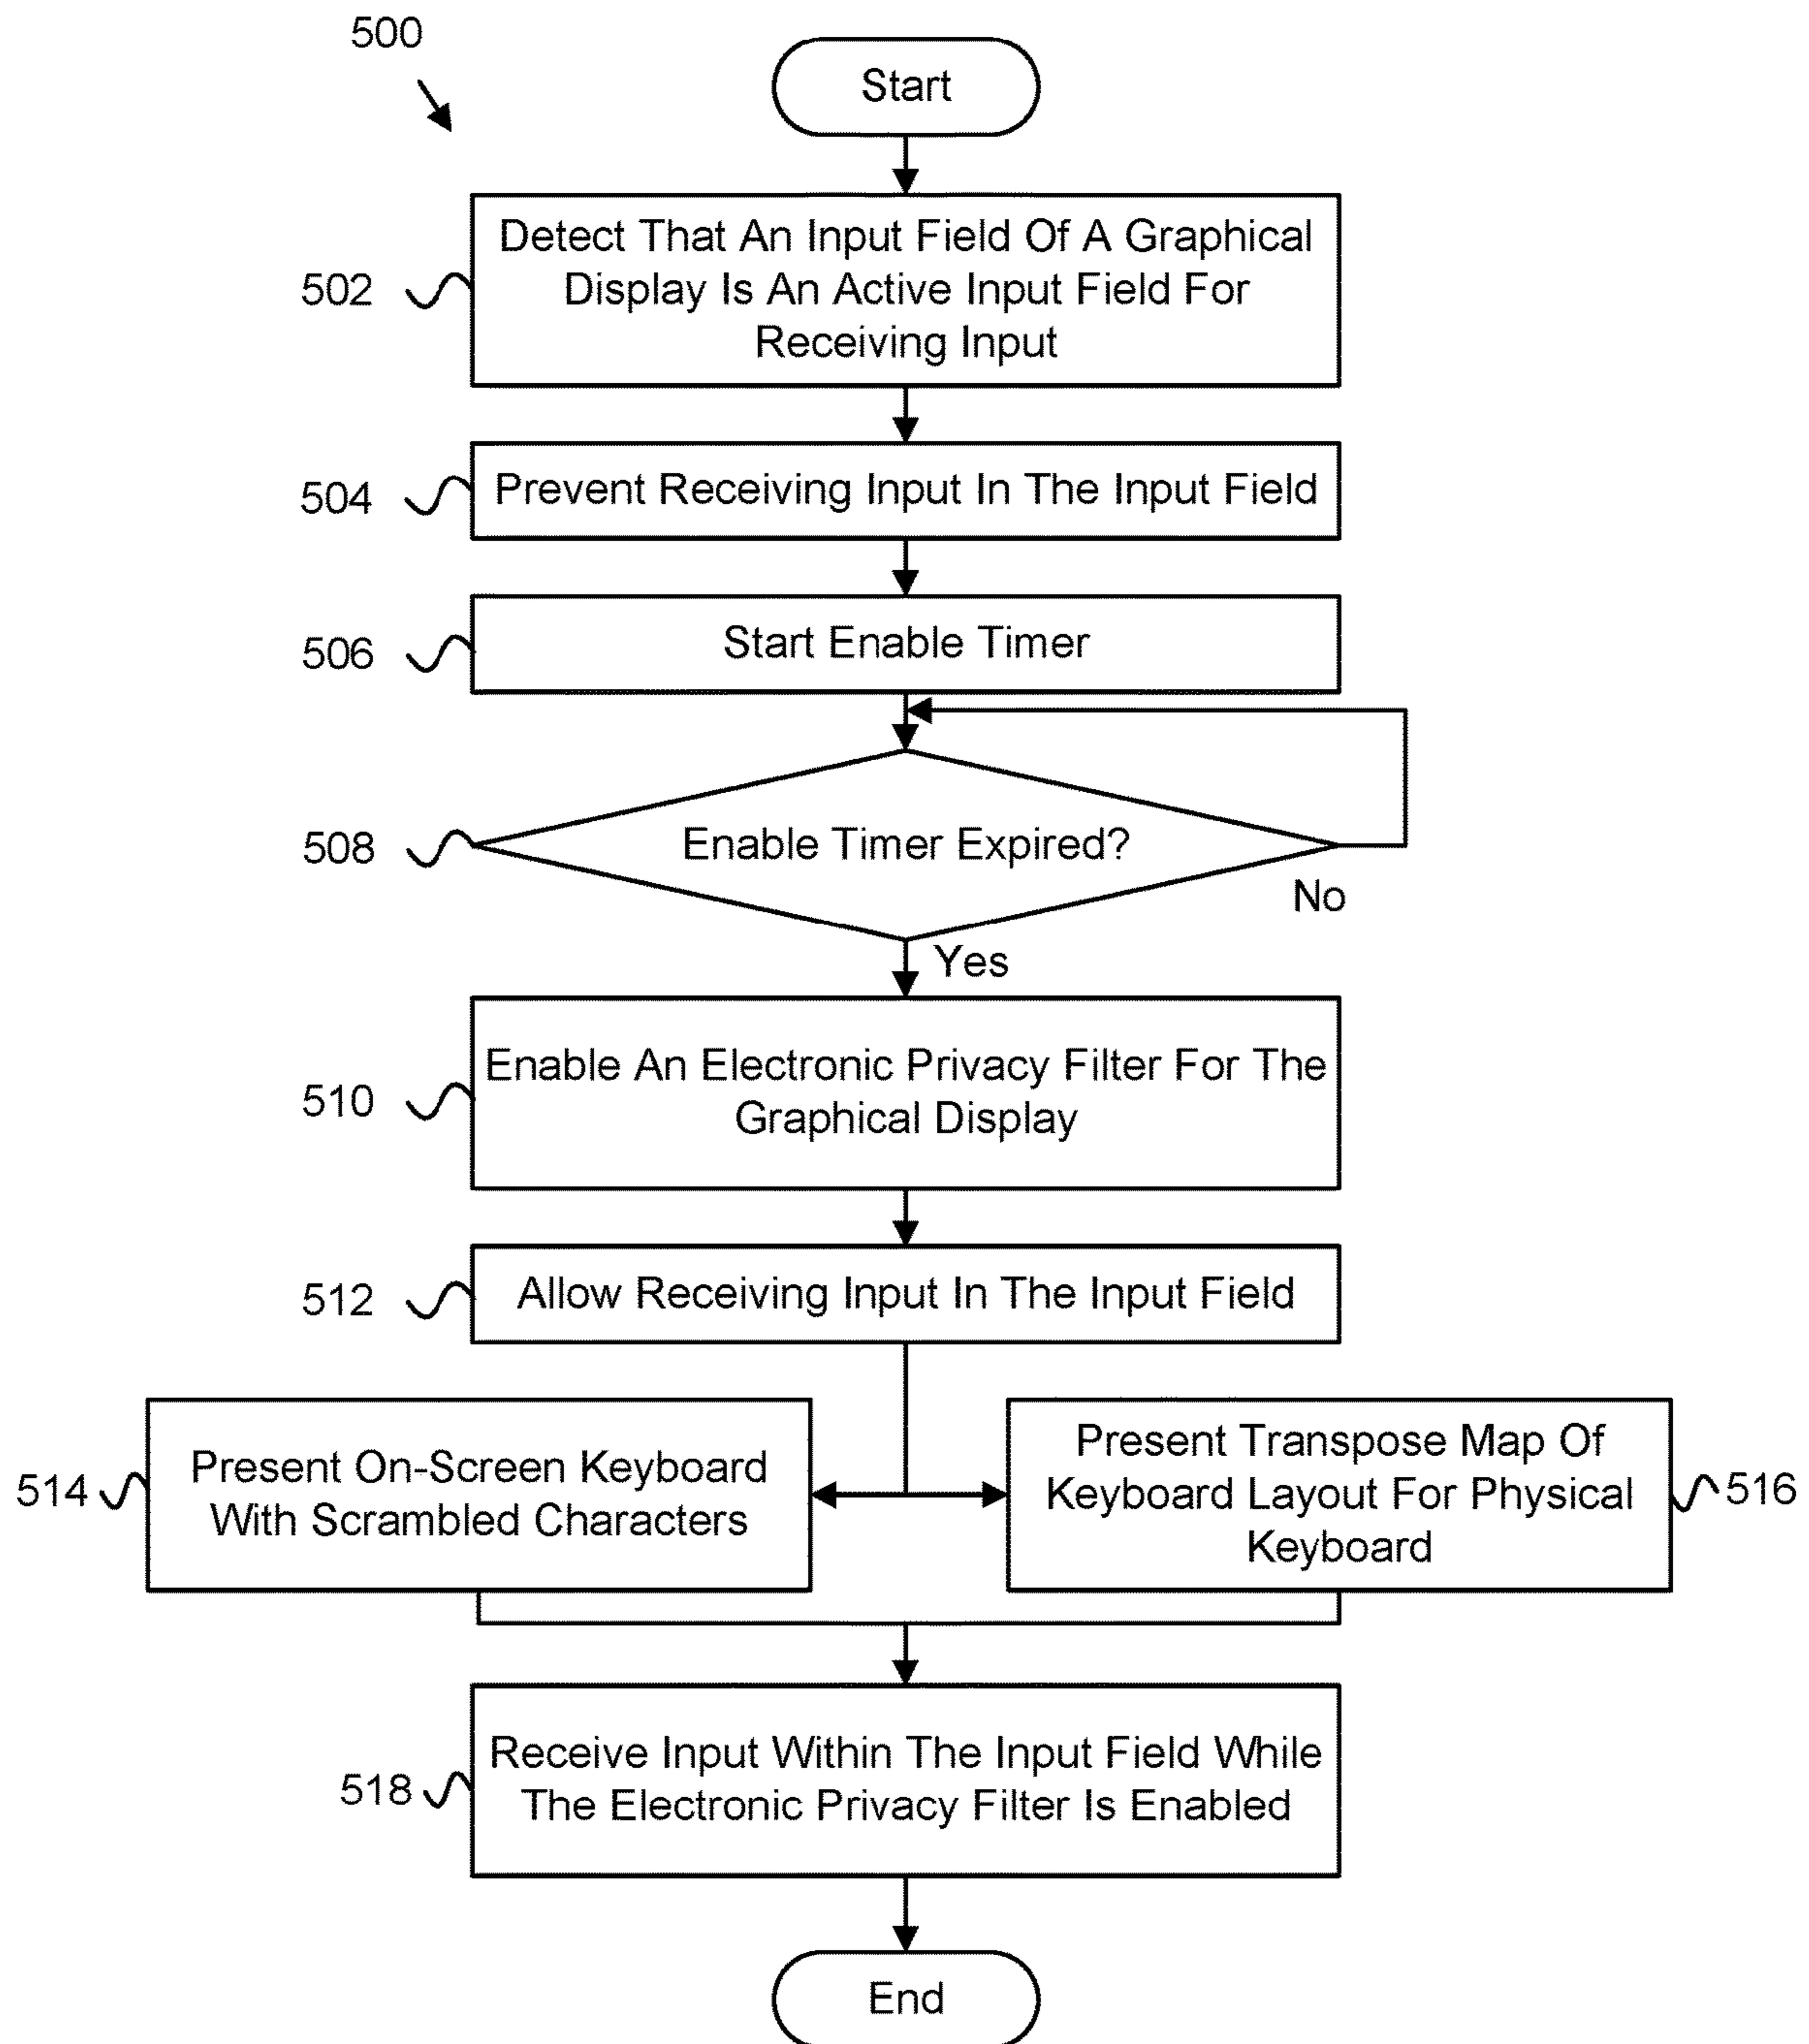 500
Start
502
Detect That An Input Field Of A Graphical
Display Is An Active Input Field For
Receiving Input
504
Prevent Receiving Input In The Input Field
506
Start Enable Timer
508
Enable Timer Expired?
No
Yes
510
Enable An Electronic Privacy Filter For The
Graphical Display
512
Allow Receiving Input In The Input Field
514
Present On-Screen Keyboard
With Scrambled Characters
Present Transpose Map Of
Keyboard Layout For Physical
Keyboard
516
518
Receive Input Within The Input Field While
The Electronic Privacy Filter Is Enabled
End